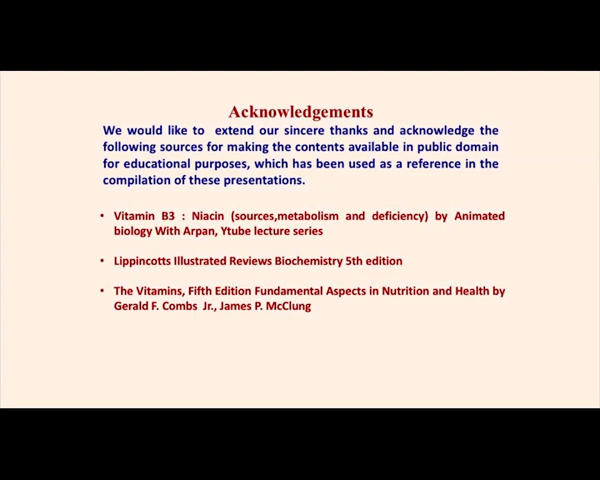 Acknowledgements
We would like to extend our sincere thanks and acknowledge the
following sources for making the contents available in public domain
for educational purposes, which has been used as a reference in the
compilation of these presentations.
• Vitamin B3 : Niacin (sources,metabolism and deficiency) by Animated
biology With Arpan, Ytube lecture series
• Lippincotts Illustrated Reviews Biochemistry 5th edition
• The Vitamins, Fifth Edition Fundamental Aspects in Nutrition and Health by
Gerald F. Combs Jr., James P. McClung